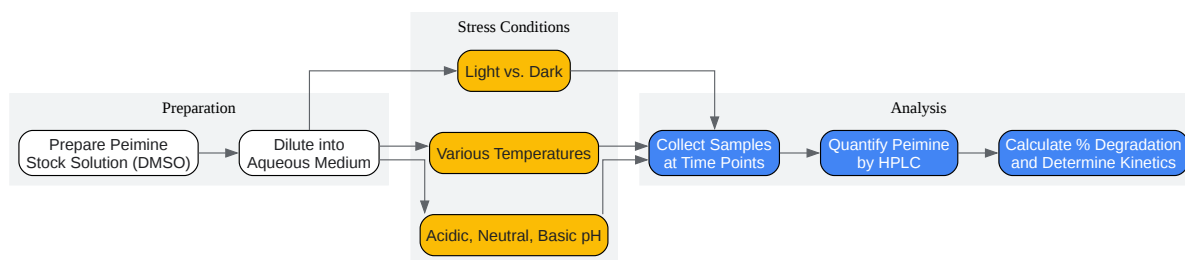 Stress Conditions
Light vs. Dark
Preparation
Analysis
Prepare Peimine
Stock Solution (DMSO)
Dilute into
Aqueous Medium
Various Temperatures
Collect Samples
at Time Points
Quantify Peimine
by HPLC
Calculate % Degradation
and Determine Kinetics
Acidic, Neutral, Basic pH